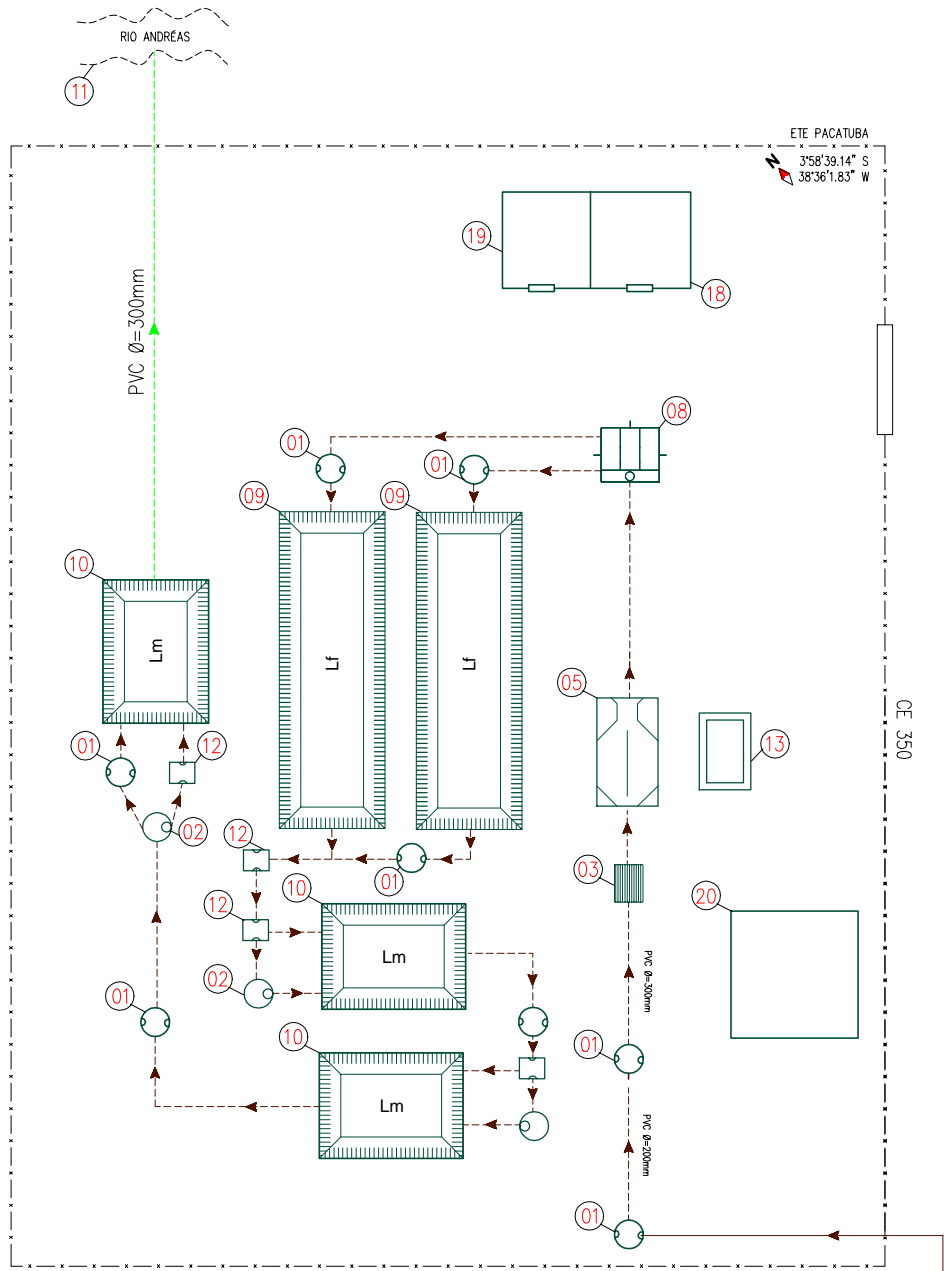 RIO ANDRÉAS
11
ETE PACATUBA
N
3°58'39.14" S
38°36'1.83" W
19
18
PVC Ø=300mm
08
01
01
09
09
10
Lm
Lf
Lf
05
13
CE 350
01
12
02
12
01
03
10
20
12
Lm
02
PVC Ø=300mm
01
10
01
Lm
PVC Ø=200mm
01